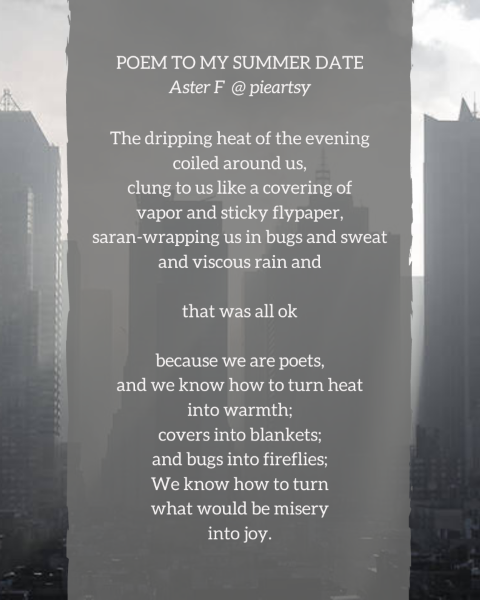 POEM TO MY SUMMER DATE
Aster F @ pieartsy
The dripping heat of the evening
coiled around us,
clung to us like a covering of
vapor and sticky flypaper,
saran-wrapping us in bugs and sweat
and viscous rain and
that was all ok
because we are poets,
and we know how to turn heat
into warmth;
covers into blankets;
and bugs into fireflies;
We know how to turn
what would be misery
into joy.